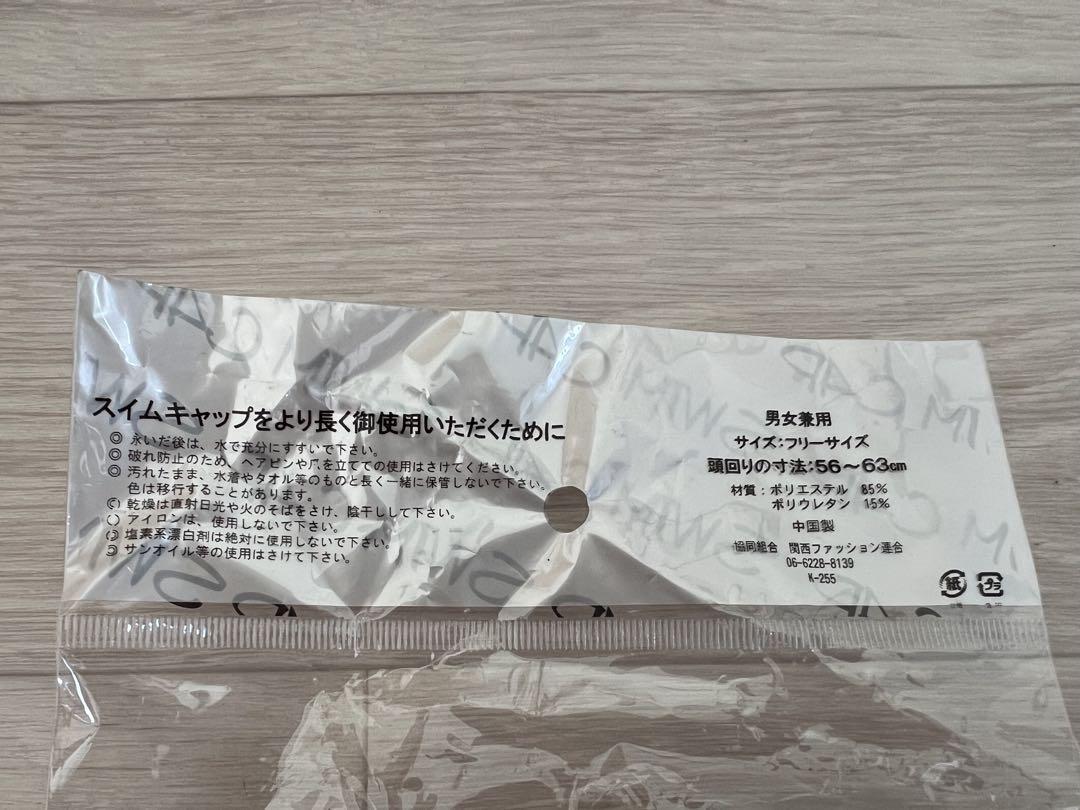 スイムキャップをより長く御使用いただくために
◎ 泳いだ後は、水で充分にすすいで下さい。
◎ 破れ防止のため、ヘアピンや爪を立てての使用はさけてください。
◎ 汚れたまま、水着やタオル等のものと長く一緒に保管しないで下さい。
色は移行することがあります。
◎ 乾燥は直射日光や火のそばをさけ、陰干しして下さい。
◎ アイロンは、使用しないで下さい。
◎ 塩素系漂白剤は絶対に使用しないで下さい。
◎ サンオイル等の使用はさけて下さい。
男女兼用
サイズ:フリーサイズ
頭回りの寸法:56〜63cm
材質:ポリエステル 85%
ポリウレタン 15%
中国製
協同組合 関西ファッション連合
06-6228-8139
K-255
紙 プラ